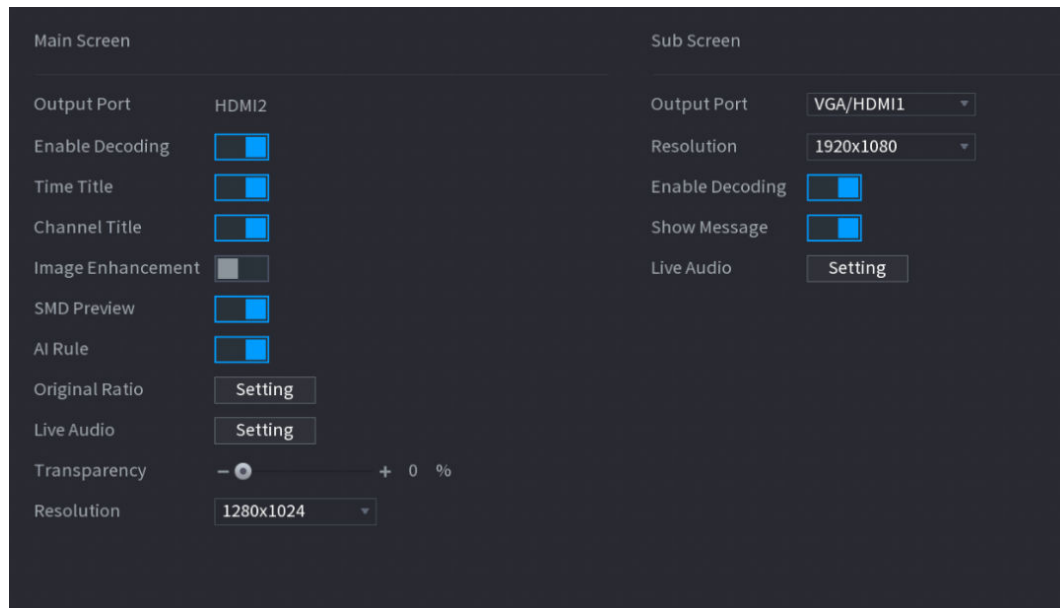 Main Screen
Output Port HDMI2
Enable Decoding
Time Title
Channel Title
Image Enhancement
SMD Preview
AI Rule
Original Ratio Setting
Live Audio Setting
Transparency - + 0 %
Resolution 1280x1024
Sub Screen
Output Port VGA/HDMI1
Resolution 1920x1080
Enable Decoding
Show Message
Live Audio Setting